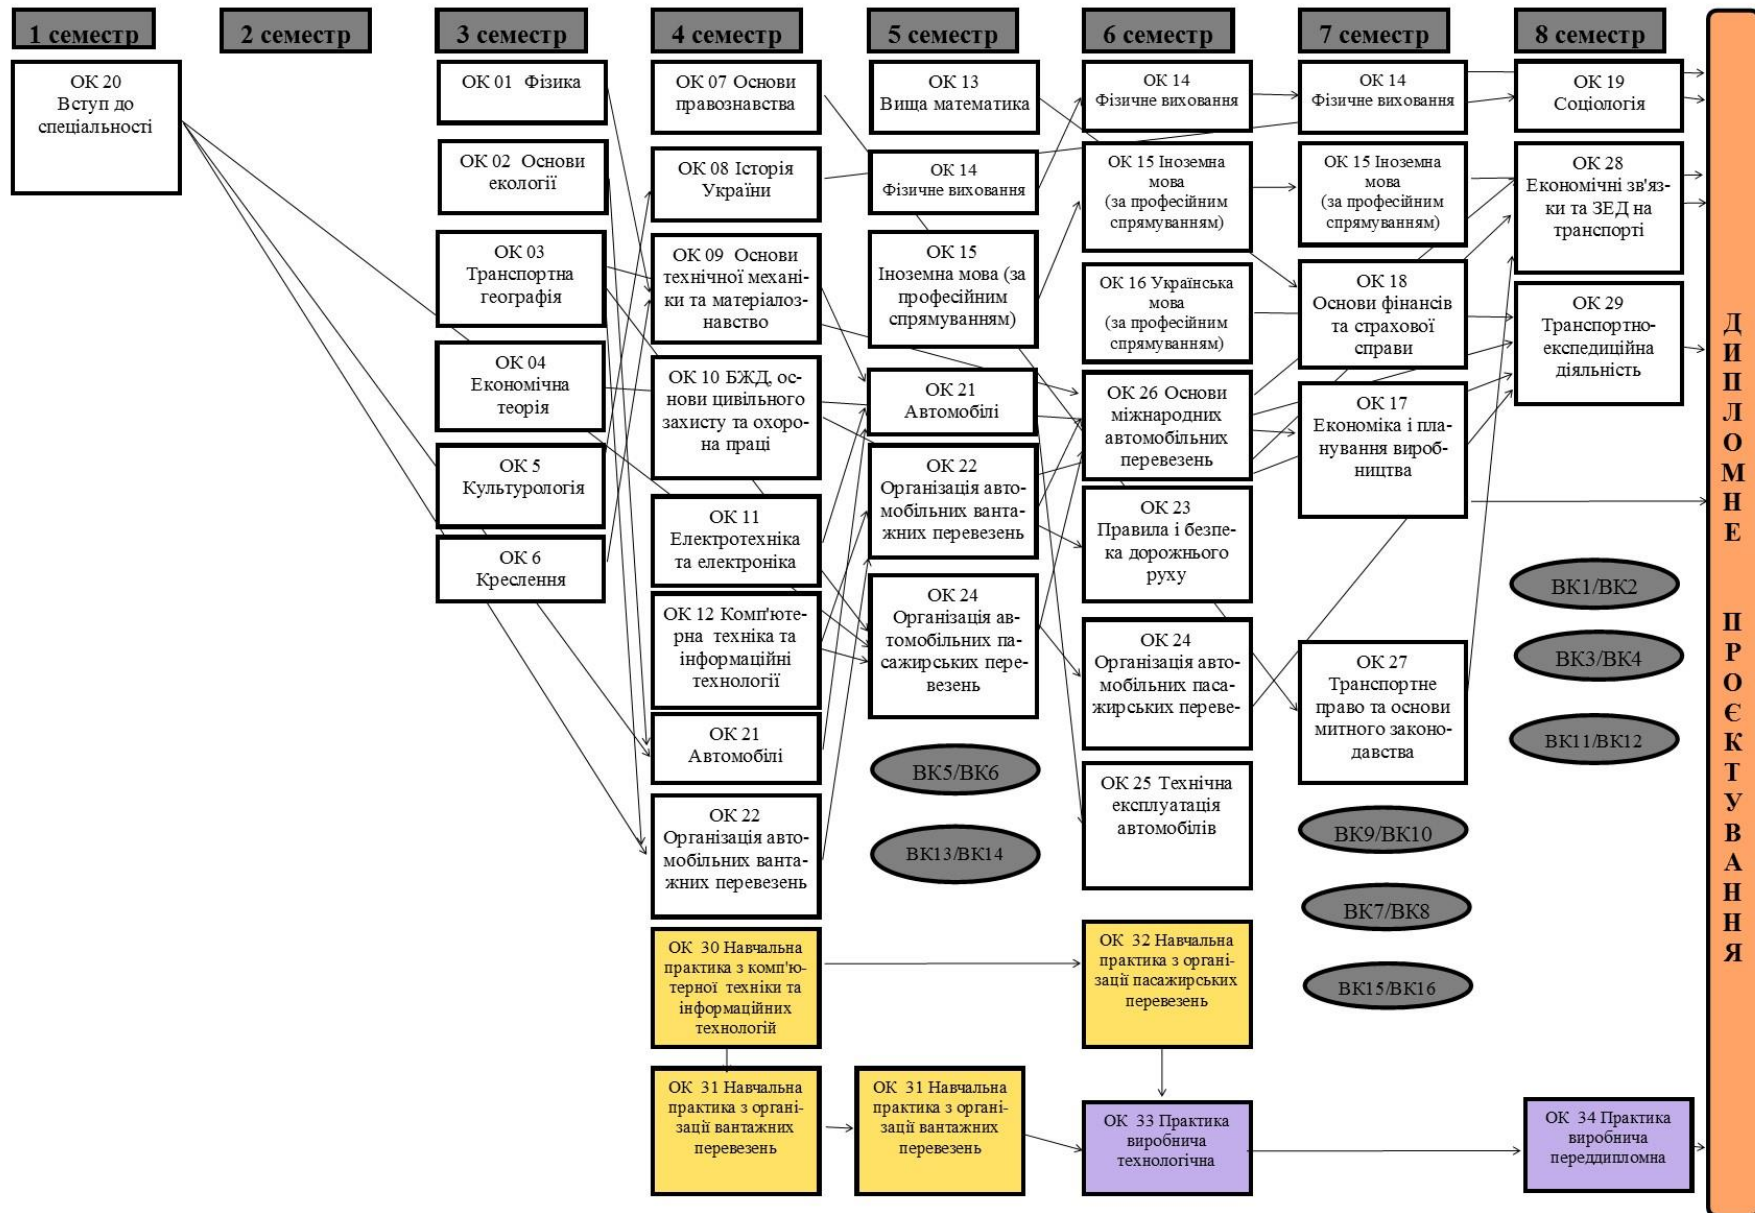 1 семестр
2 семестр
3 семестр
4 семестр
5 семестр
6 семестр
7 семестр
8 семестр
ОК 20
Вступ до
спеціальності
ОК 01 Фізика
ОК 02 Основи
екології
ОК 03
Транспортна
географія
ОК 04
Економічна
теорія
ОК 5
Культурологія
ОК 6
Креслення
ОК 07 Основи
правознавства
ОК 08 Історія
України
ОК 09 Основи
технічної механі-
ки та матеріалоз-
навство
ОК 10 БЖД, ос-
нови цивільного
захисту та охоро-
на праці
ОК 11
Електротехніка
та електроніка
ОК 12 Комп'юте-
рна техніка та
інформаційні
технології
ОК 21
Автомобілі
ОК 22
Організація авто-
мобільних ванта-
жних перевезень
ОК 30 Навчальна
практика з комп'ю-
терної техніки та
інформаційних
технологій
ОК 31 Навчальна
практика з органі-
зації вантажних
перевезень
ОК 13
Вища математика
ОК 14
Фізичне виховання
ОК 15
Іноземна мова (за
професійним
спрямуванням)
ОК 21
Автомобілі
ОК 22
Організація авто-
мобільних ванта-
жних перевезень
ОК 24
Організація ав-
томобільних па-
сажирських пере-
везень
ВК5/ВК6
ВК13/ВК14
ОК 31 Навчальна
практика з органі-
зації вантажних
перевезень
ОК 14
Фізичне виховання
ОК 15 Іноземна
мова
(за професійним
спрямуванням)
ОК 16 Українська
мова
(за професійним
спрямуванням)
ОК 26 Основи
міжнародних
автомобільних
перевезень
ОК 23
Правила і безпе-
ка дорожнього
руху
ОК 24
Організація авто-
мобільних паса-
жирських переве-
ОК 25 Технічна
експлуатація
автомобілів
ОК 32 Навчальна
практика з органі-
зації пасажирських
перевезень
ОК 33 Практика
виробнича
технологічна
ОК 14
Фізичне виховання
ОК 15 Іноземна
мова
(за професійним
спрямуванням)
ОК 18
Основи фінансів
та страхової
справи
ОК 17
Економіка і пла-
нування вироб-
ництва
ОК 27
Транспортне
право та основи
митного законо-
давства
ВК9/ВК10
ВК7/ВК8
ВК15/ВК16
ОК 19
Соціологія
ОК 28
Економічні зв'яз-
ки та ЗЕД на
транспорті
ОК 29
Транспортно-
експедиційна
діяльність
ВК1/ВК2
ВК3/ВК4
ВК11/ВК12
ОК 34 Практика
виробнича
переддипломна
ДИПЛОМНЕ ПРОЄКТУВАННЯ